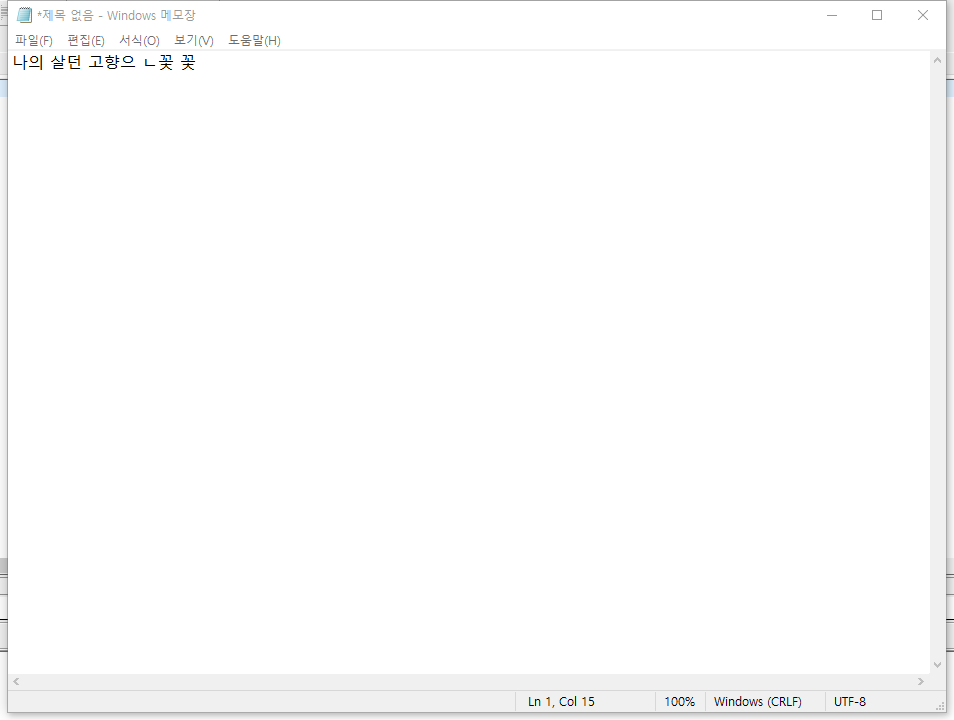 *제목 없음 - Windows 메모장
파일(F) 편집(E) 서식(O) 보기(V) 도움말(H)
나의 살던 고향으 ㄴ꽃 꽃
Ln 1, Col 15 100% Windows (CRLF) UTF-8